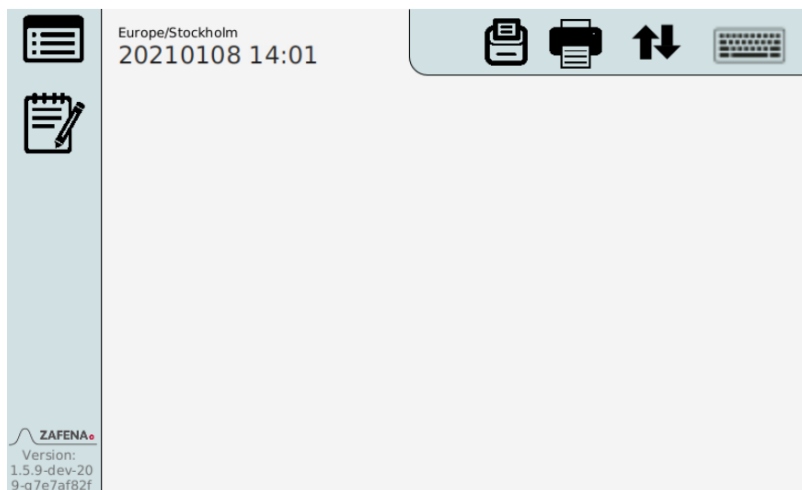 Europe/Stockholm
20210108 14:01
ZAFENA
Version:
1.5.9-dev-20
9-g7e7af82f